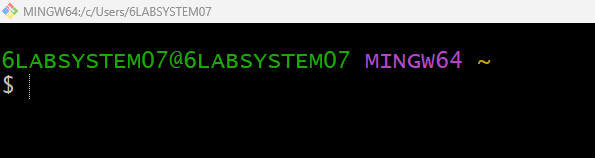 MINGW64:/c/Users/6LABSYSTEM07
6LABSYSTEM07@6LABSYSTEM07 MINGW64 ~
$